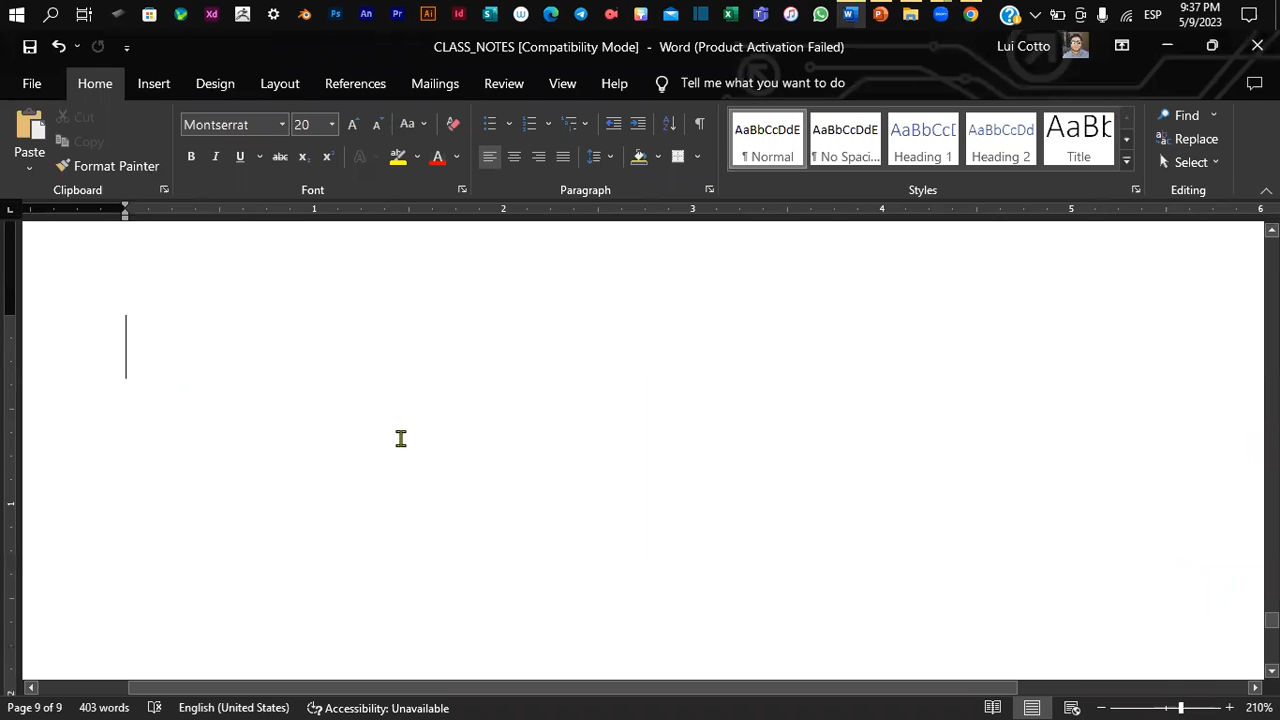 9:37 PM
ESP
5/9/2023
CLASS_NOTES [Compatibility Mode] - Word (Product Activation Failed)
Lui Cotto
File Home Insert Design Layout References Mailings Review View Help Tell me what you want to do
Cut
Copy
Paste
Format Painter
Clipboard
Montserrat 20
Font
Paragraph
AaBbCcDdE AaBbCcDdE AaBbCc[ AaBbCcDd AaBb
¶ Normal ¶ No Spaci... Heading 1 Heading 2 Title
Styles
Find
Replace
Select
Editing
1 2 3 4 5 6
1
2
Page 9 of 9 403 words English (United States) Accessibility: Unavailable 210%